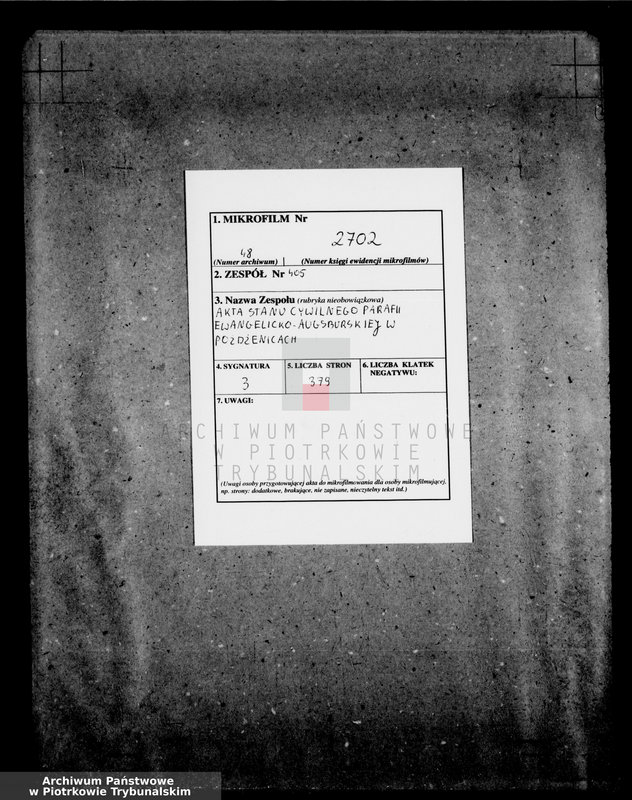 1. MIKROFILM Nr
2702
48
(Numer archiwum) (Numer księgi ewidencji mikrofilmów)
2. ZESPÓŁ Nr 405
3. Nazwa Zespołu (rubryka nieobowiązkowa)
AKTA STANU CYWILNEGO PARAFII
EWANGELICKO-AUGSBURSKIEJ W
POŻDŻENICACH
4. SYGNATURA
3
5. LICZBA STRON
379
6. LICZBA KLATEK
NEGATYWU:
7. UWAGI:
ARCHIWUM PAŃSTWOWE
W PIOTRKOWIE
TRYBUNALSKIM
(Uwagi osoby przygotowującej akta do mikrofilmowania dla osoby mikrofilmującej,
np. strony: dodatkowe, brakujące, nie zapisane, nieczytelny tekst itd.)
Archiwum Państwowe
w Piotrkowie Trybunalskim